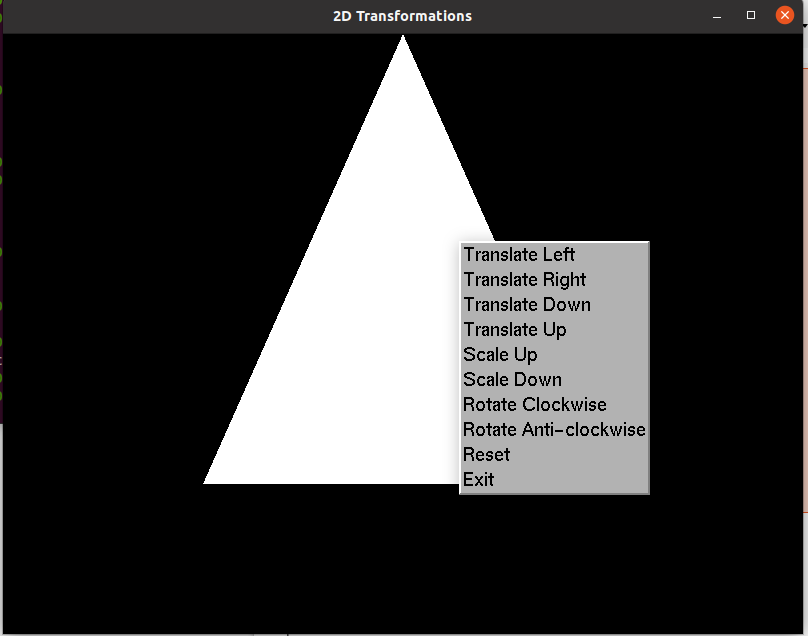 2D Transformations
Translate Left
Translate Right
Translate Down
Translate Up
Scale Up
Scale Down
Rotate Clockwise
Rotate Anti-clockwise
Reset
Exit